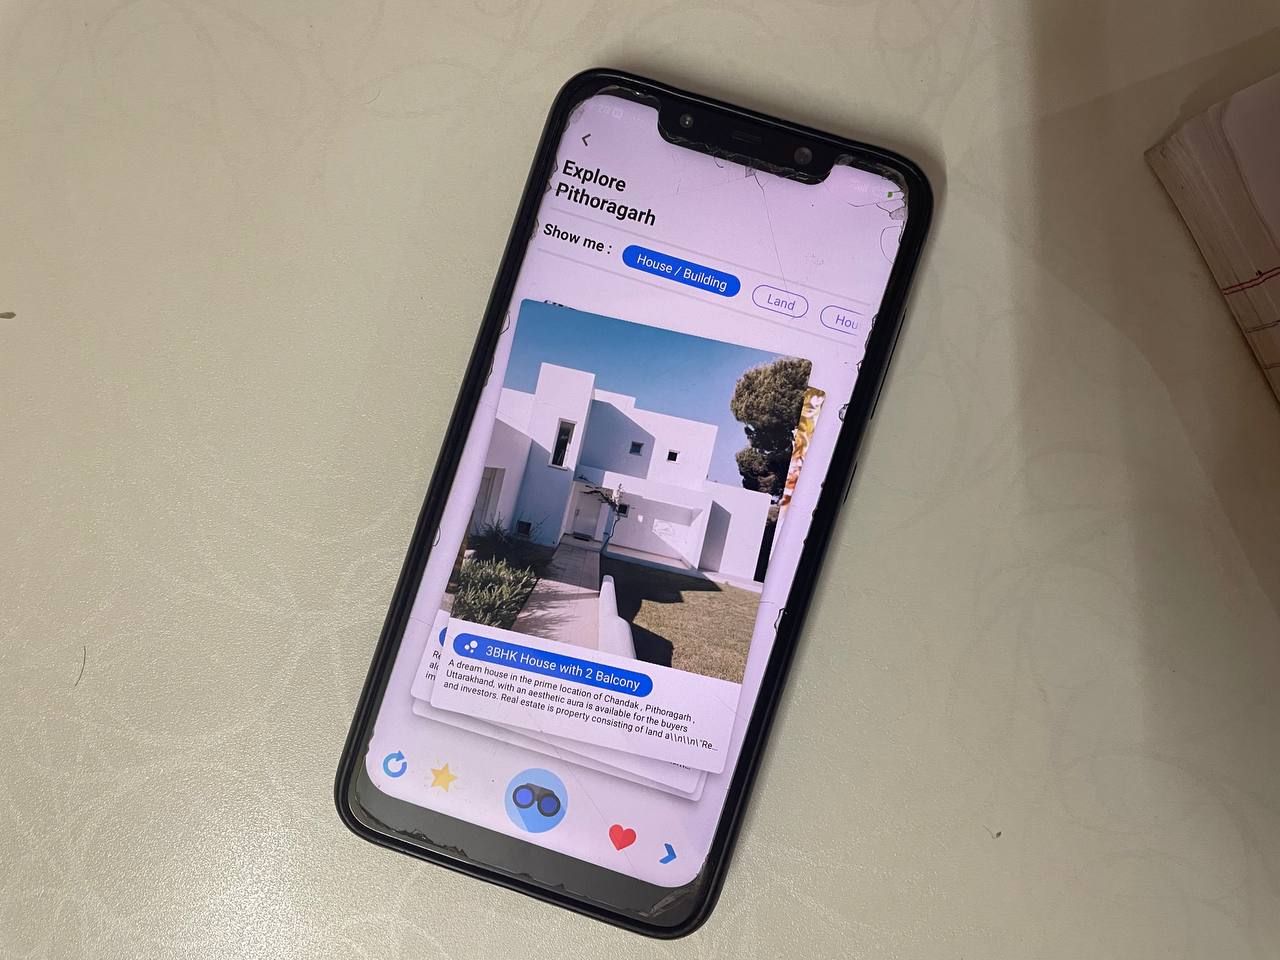 Explore
Pithoragarh
Show me :
House / Building
Land
Hou
3BHK House with 2 Balcony
A dream house in the prime location of Chandak , Pithoragarh ,
Uttarakhand, with an aesthetic aura is available for the buyers
and investors. Real estate is property consisting of land a\\n\\n\"Re...